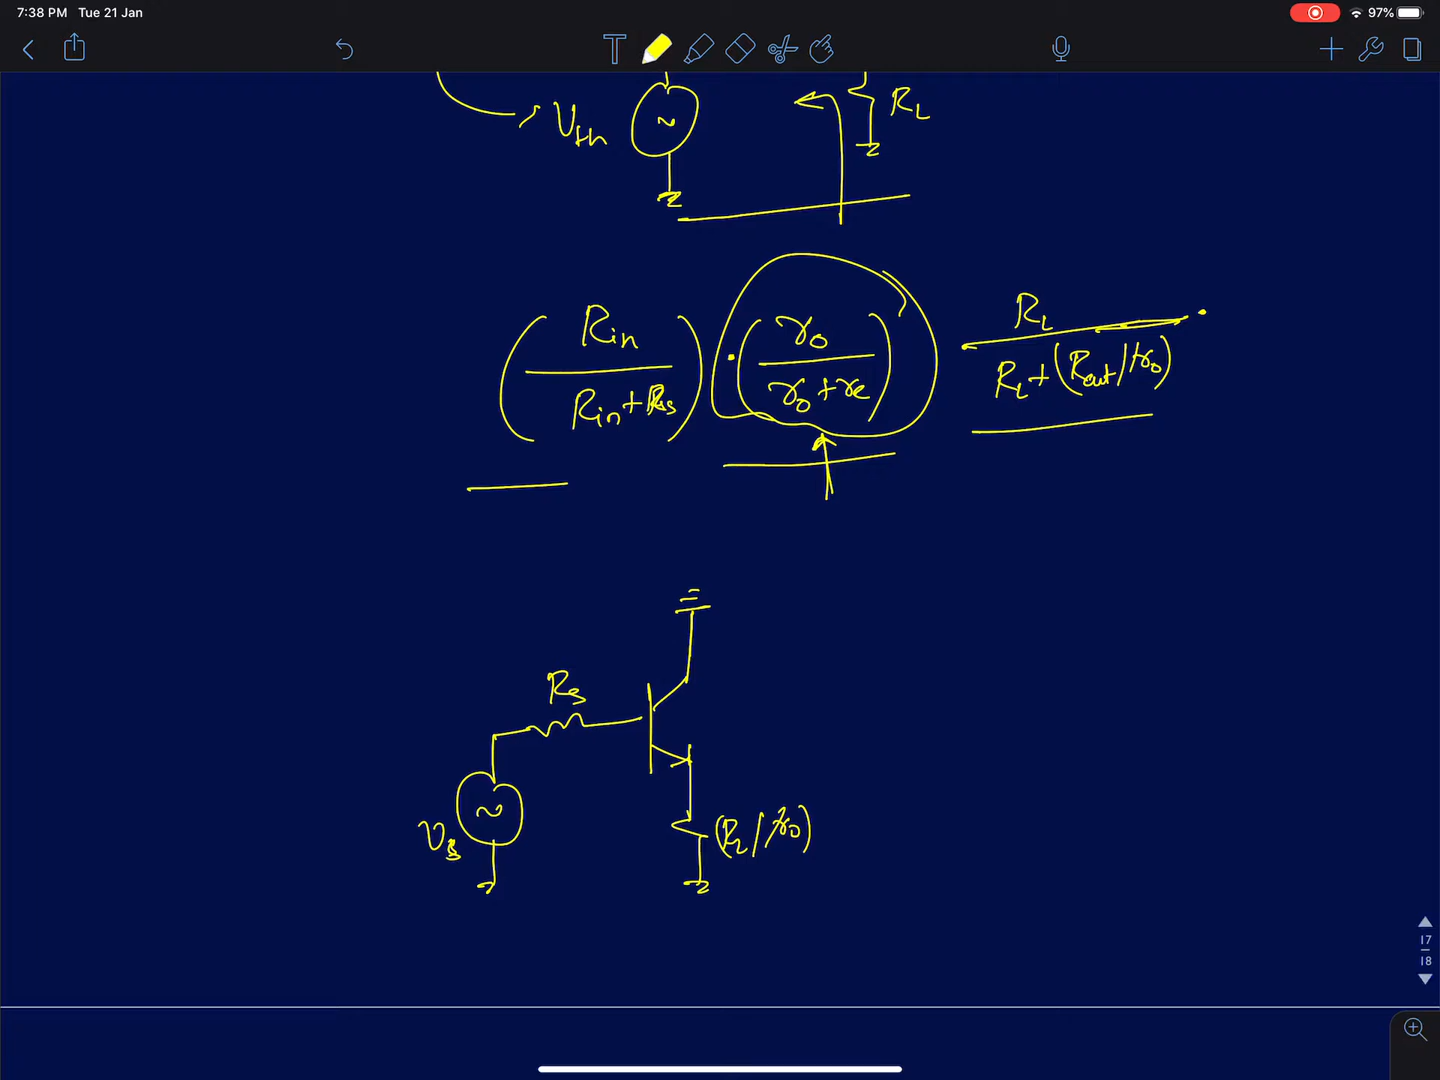 7:38 PM Tue 21 Jan
97%
T
Vth
RL
( Rin / (Rin + Rs) ) · ( ro / (ro + re) ) RL / (RL + (Rout // ro)) .
Rs
vs
(RL // ro)
17
18